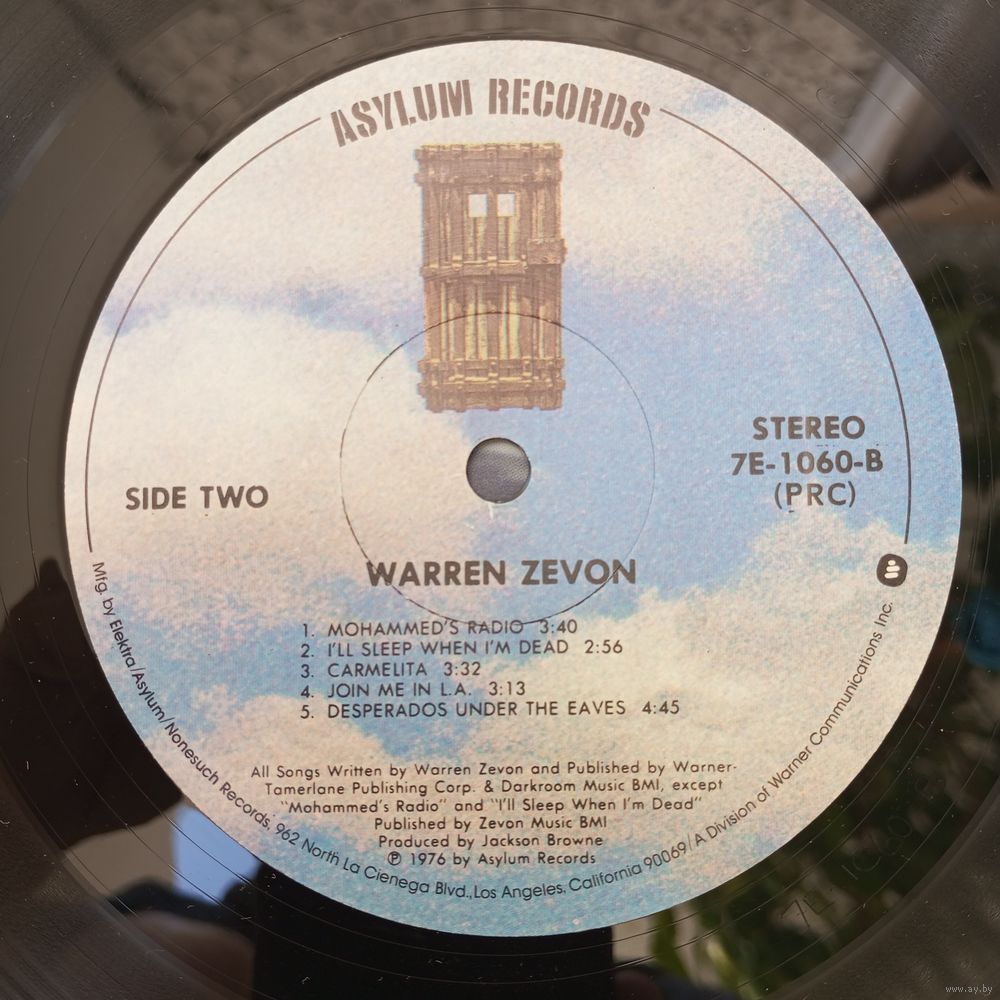 ASYLUM RECORDS
STEREO
7E-1060-B
(PRC)
SIDE TWO
WARREN ZEVON
1. MOHAMMED'S RADIO 3:40
2. I'LL SLEEP WHEN I'M DEAD 2:56
3. CARMELITA 3:32
4. JOIN ME IN L.A. 3:13
5. DESPERADOS UNDER THE EAVES 4:45
All Songs Written by Warren Zevon and Published by Warner-
Tamerlane Publishing Corp. & Darkroom Music BMI, except
"Mohammed's Radio" and "I'll Sleep When I'm Dead"
Published by Zevon Music BMI
Produced by Jackson Browne
℗ 1976 by Asylum Records
Mfg. by Elektra/Asylum/Nonesuch Records, 962 North La Cienega Blvd., Los Angeles, California 90069/A Division of Warner Communications Inc.
www.ay.by